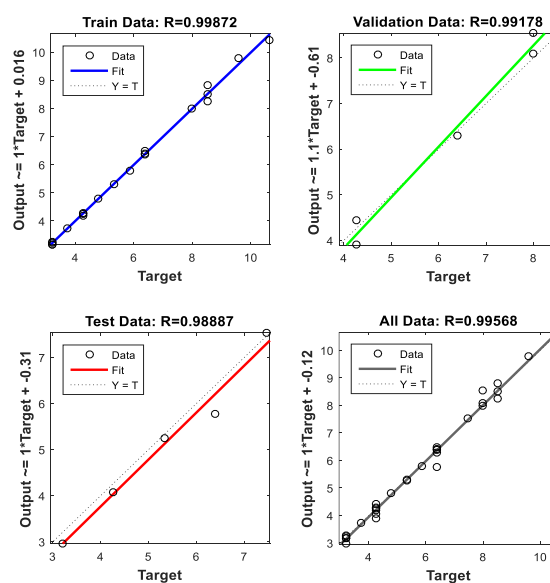 Train Data: R=0.99872
Output ~= 1*Target + 0.016
10
9
8
7
6
5
4
Data
Fit
Y = T
4 6 8 10
Target
Validation Data: R=0.99178
Output ~= 1.1*Target + -0.61
8
7
6
5
4
Data
Fit
Y = T
4 5 6 7 8
Target
Test Data: R=0.98887
Output ~= 1*Target + -0.31
7
6
5
4
3
Data
Fit
Y = T
3 4 5 6 7
Target
All Data: R=0.99568
Output ~= 1*Target + -0.12
10
9
8
7
6
5
4
3
Data
Fit
Y = T
4 6 8 10
Target